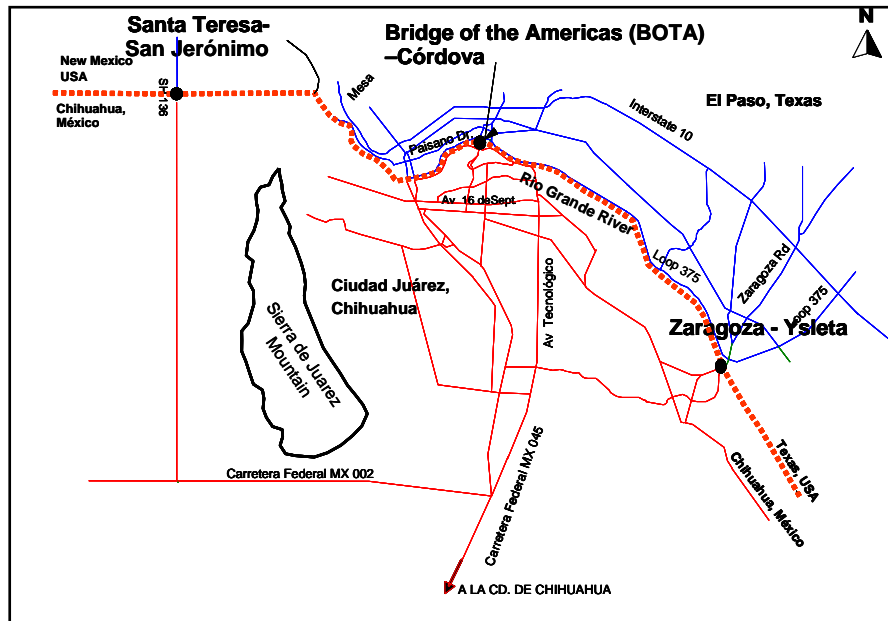 Santa Teresa-
San Jerónimo
Bridge of the Americas (BOTA)
–Córdova
N
New Mexico
USA
SH 136
Chihuahua,
México
Mesa
Paisano Dr.
Interstate 10
El Paso, Texas
Av. 16 deSept.
Rio Grande River
Ciudad Juárez,
Chihuahua
Av Tecnológico
Loop 375
Zaragoza Rd
Loop 375
Zaragoza - Ysleta
Sierra de Juarez
Mountain
Carretera Federal MX 002
Carretera Federal MX 045
Texas, USA
Chihuahua, México
A LA CD. DE CHIHUAHUA